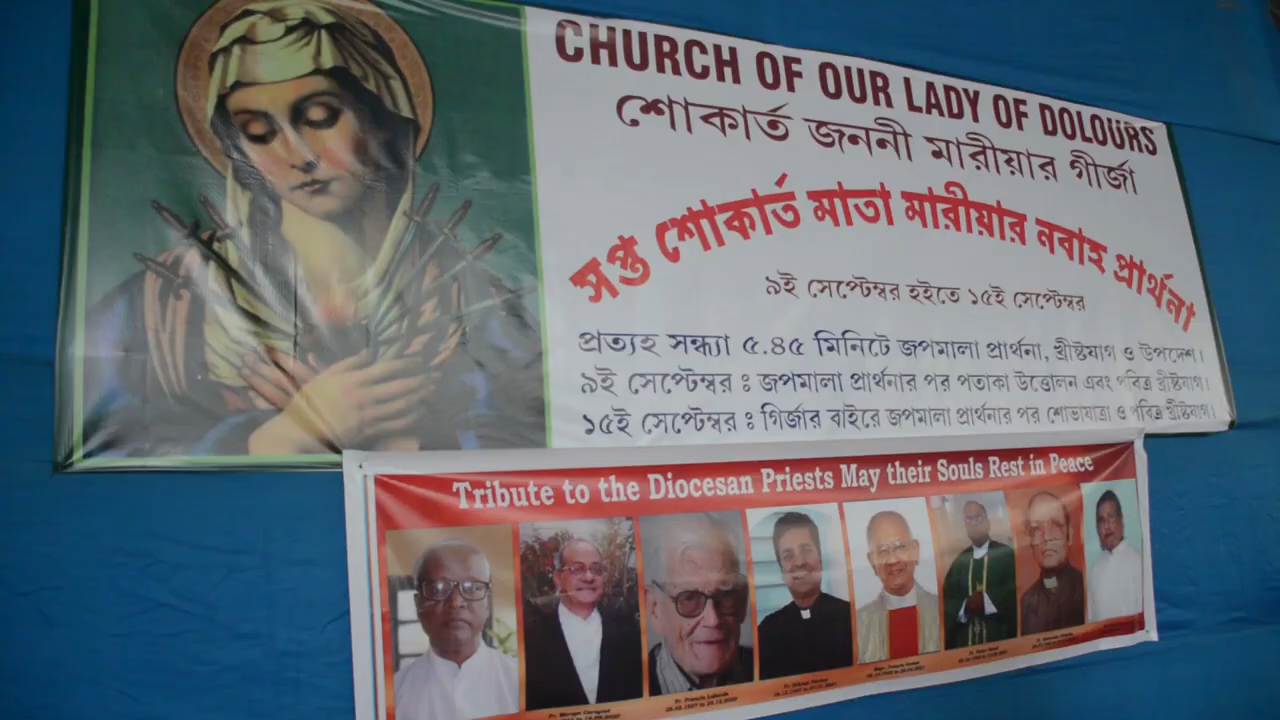 CHURCH OF OUR LADY OF DOLOURS
শোকার্ত জননী মারীয়ার গীর্জা
সপ্ত শোকার্ত মাতা মারীয়ার নবাহ প্রার্থনা
৯ই সেপ্টেম্বর হইতে ১৫ই সেপ্টেম্বর
প্রত্যহ সন্ধ্যা ৫.৪৫ মিনিটে জপমালা প্রার্থনা, খ্রীষ্টযাগ ও উপদেশ।
৯ই সেপ্টেম্বর ঃ জপমালা প্রার্থনার পর পতাকা উত্তোলন এবং পবিত্র খ্রীষ্টযাগ।
১৫ই সেপ্টেম্বর ঃ গির্জার বাইরে জপমালা প্রার্থনার পর শোভাযাত্রা ও পবিত্র খ্রীষ্টযাগ।
Tribute to the Diocesan Priests May their Souls Rest in Peace